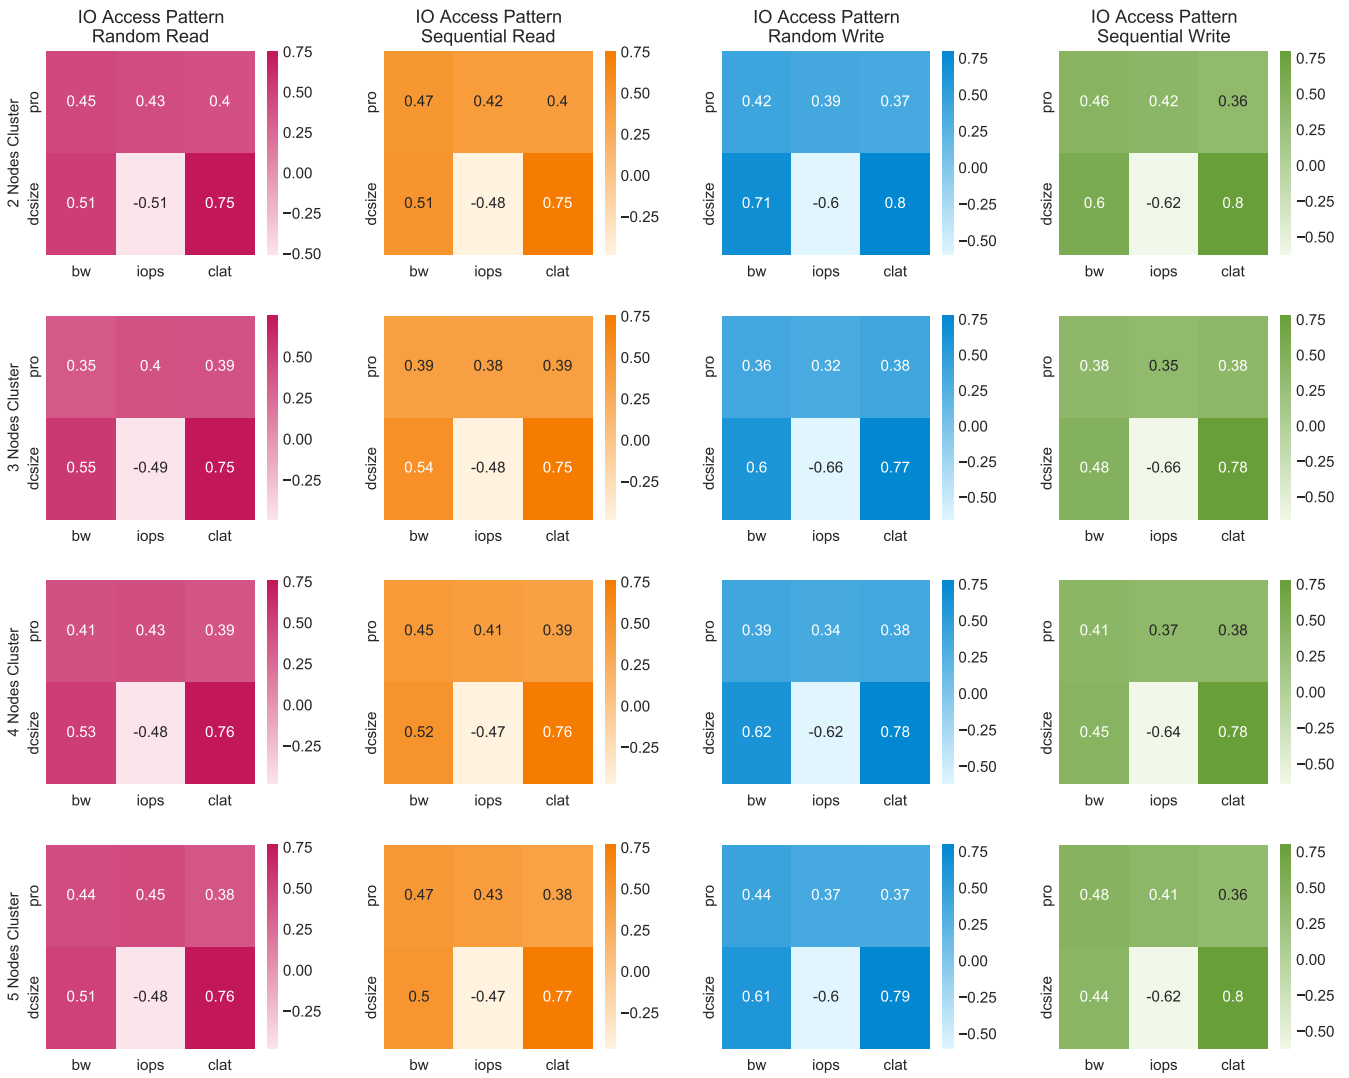 IO Access Pattern
Random Read
IO Access Pattern
Sequential Read
IO Access Pattern
Random Write
IO Access Pattern
Sequential Write
2 Nodes Cluster
pro
0.45 0.43 0.4
dcsize
0.51 -0.51 0.75
bw iops clat
0.75
0.50
0.25
0.00
−0.25
−0.50
pro
0.47 0.42 0.4
dcsize
0.51 -0.48 0.75
bw iops clat
0.75
0.50
0.25
0.00
−0.25
pro
0.42 0.39 0.37
dcsize
0.71 -0.6 0.8
bw iops clat
0.75
0.50
0.25
0.00
−0.25
−0.50
pro
0.46 0.42 0.36
dcsize
0.6 -0.62 0.8
bw iops clat
0.75
0.50
0.25
0.00
−0.25
−0.50
3 Nodes Cluster
pro
0.35 0.4 0.39
dcsize
0.55 -0.49 0.75
bw iops clat
0.50
0.25
0.00
−0.25
pro
0.39 0.38 0.39
dcsize
0.54 -0.48 0.75
bw iops clat
0.75
0.50
0.25
0.00
−0.25
pro
0.36 0.32 0.38
dcsize
0.6 -0.66 0.77
bw iops clat
0.75
0.50
0.25
0.00
−0.25
−0.50
pro
0.38 0.35 0.38
dcsize
0.48 -0.66 0.78
bw iops clat
0.75
0.50
0.25
0.00
−0.25
−0.50
4 Nodes Cluster
pro
0.41 0.43 0.39
dcsize
0.53 -0.48 0.76
bw iops clat
0.75
0.50
0.25
0.00
−0.25
pro
0.45 0.41 0.39
dcsize
0.52 -0.47 0.76
bw iops clat
0.75
0.50
0.25
0.00
−0.25
pro
0.39 0.34 0.38
dcsize
0.62 -0.62 0.78
bw iops clat
0.75
0.50
0.25
0.00
−0.25
−0.50
pro
0.41 0.37 0.38
dcsize
0.45 -0.64 0.78
bw iops clat
0.75
0.50
0.25
0.00
−0.25
−0.50
5 Nodes Cluster
pro
0.44 0.45 0.38
dcsize
0.51 -0.48 0.76
bw iops clat
0.75
0.50
0.25
0.00
−0.25
pro
0.47 0.43 0.38
dcsize
0.5 -0.47 0.77
bw iops clat
0.75
0.50
0.25
0.00
−0.25
pro
0.44 0.37 0.37
dcsize
0.61 -0.6 0.79
bw iops clat
0.75
0.50
0.25
0.00
−0.25
−0.50
pro
0.48 0.41 0.36
dcsize
0.44 -0.62 0.8
bw iops clat
0.75
0.50
0.25
0.00
−0.25
−0.50